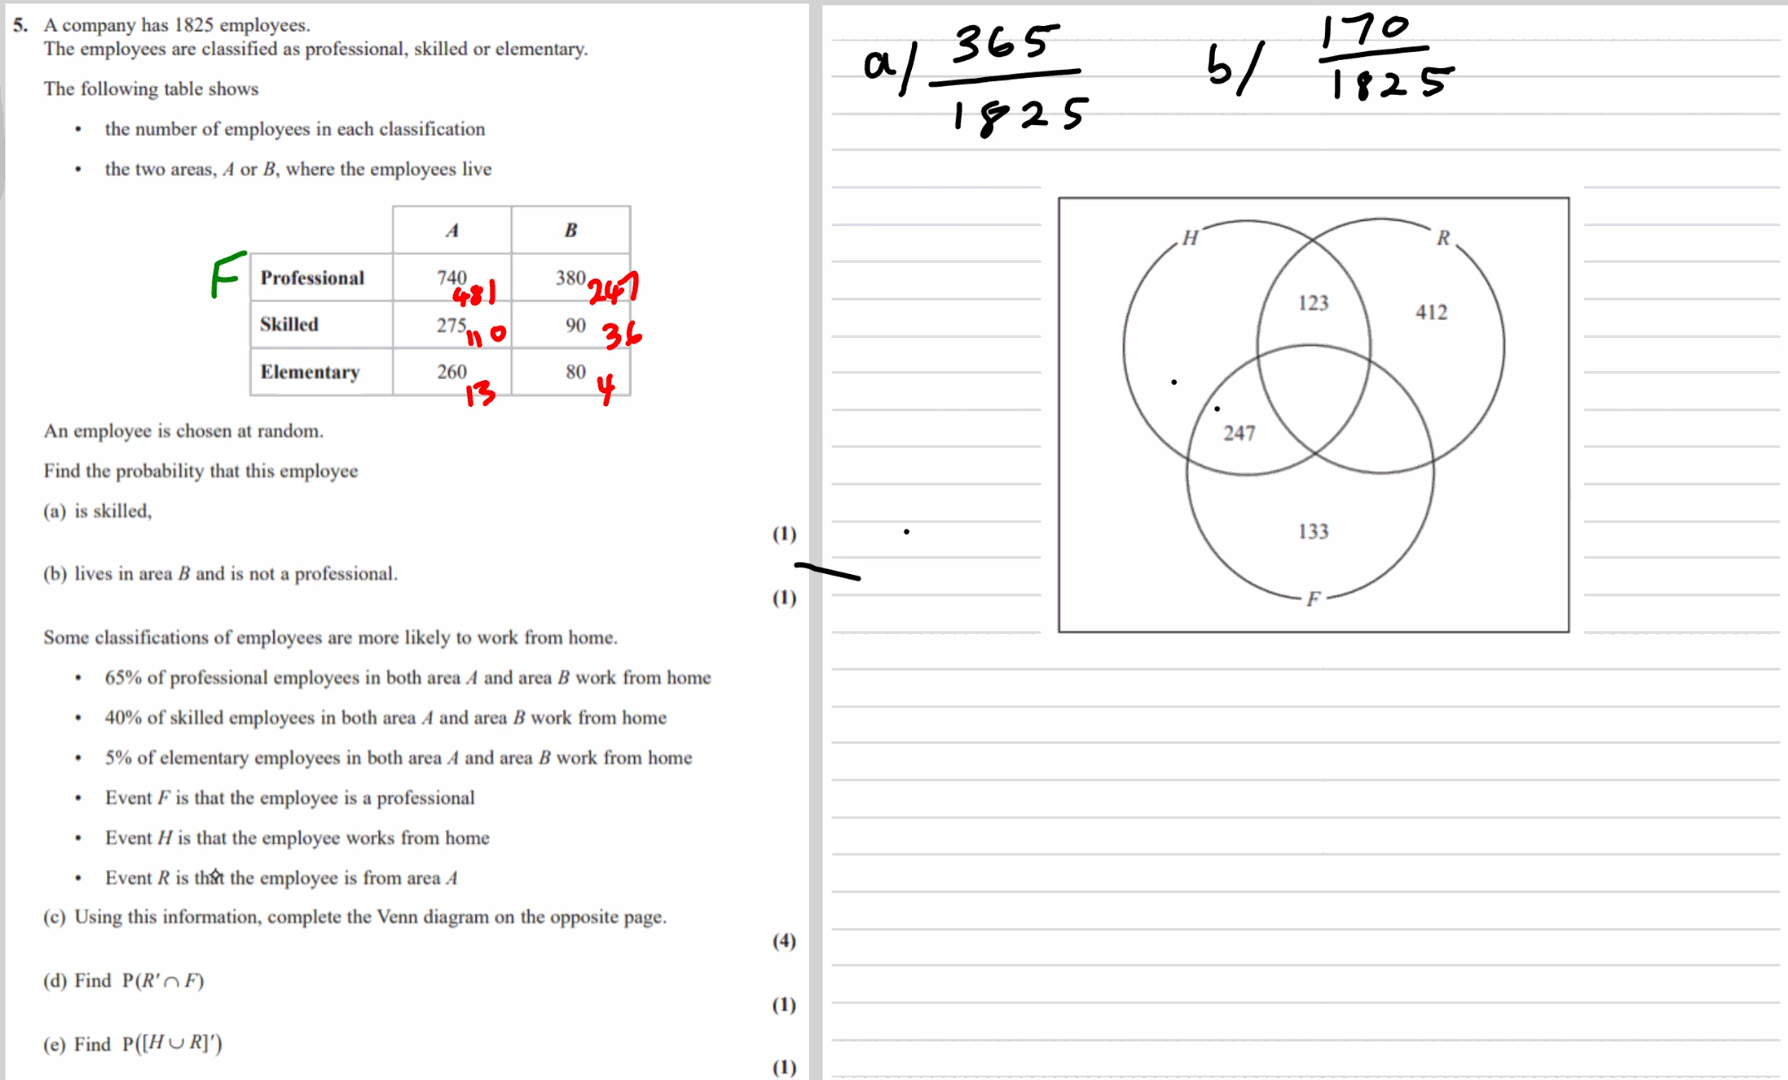 5. A company has 1825 employees.
The employees are classified as professional, skilled or elementary.
The following table shows
• the number of employees in each classification
• the two areas, A or B, where the employees live
A B
F Professional 740 481 380 247
Skilled 275 110 90 36
Elementary 260 13 80 4
An employee is chosen at random.
Find the probability that this employee
(a) is skilled,
(1)
(b) lives in area B and is not a professional.
(1)
Some classifications of employees are more likely to work from home.
• 65% of professional employees in both area A and area B work from home
• 40% of skilled employees in both area A and area B work from home
• 5% of elementary employees in both area A and area B work from home
• Event F is that the employee is a professional
• Event H is that the employee works from home
• Event R is that the employee is from area A
(c) Using this information, complete the Venn diagram on the opposite page.
(4)
(d) Find P(R′ ∩ F)
(1)
(e) Find P([H ∪ R]′)
(1)
a/ 365/1825
b/ 170/1825
H R
123 412
247
133
F